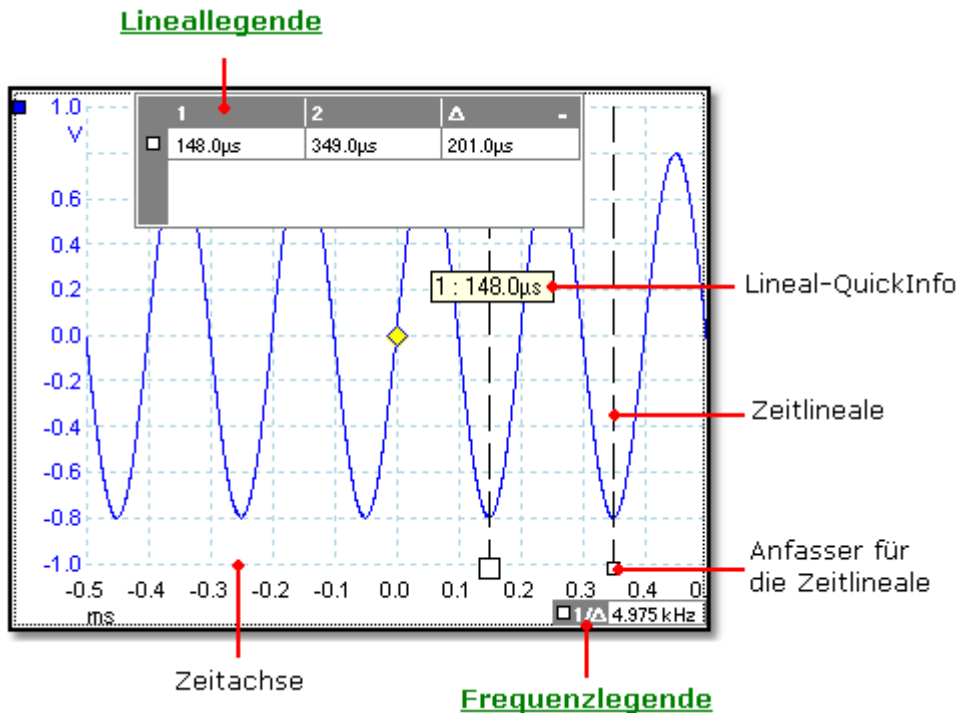 Lineallegende
1 2 Δ -
148.0µs 349.0µs 201.0µs
1.0
V
0.6
0.4
0.2
0.0
-0.2
-0.4
-0.6
-0.8
-1.0
1 : 148.0µs
Lineal-QuickInfo
Zeitlineale
Anfasser für
die Zeitlineale
-0.5 -0.4 -0.3 -0.2 -0.1 0.0 0.1 0.2 0.3 0.4
ms
1/Δ 4.975 kHz
Zeitachse
Frequenzlegende